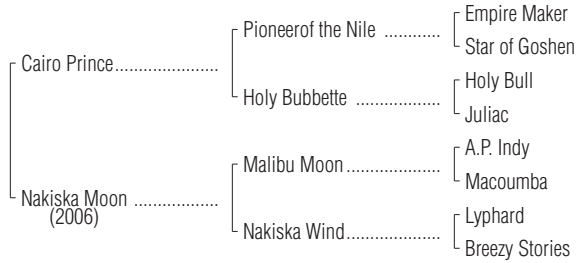 Empire Maker
Pioneerof the Nile ............
Star of Goshen
Cairo Prince.....................
Holy Bull
Holy Bubbette .................
Juliac
A.P. Indy
Malibu Moon ...................
Macoumba
Nakiska Moon .................
(2006)
Lyphard
Nakiska Wind...................
Breezy Stories